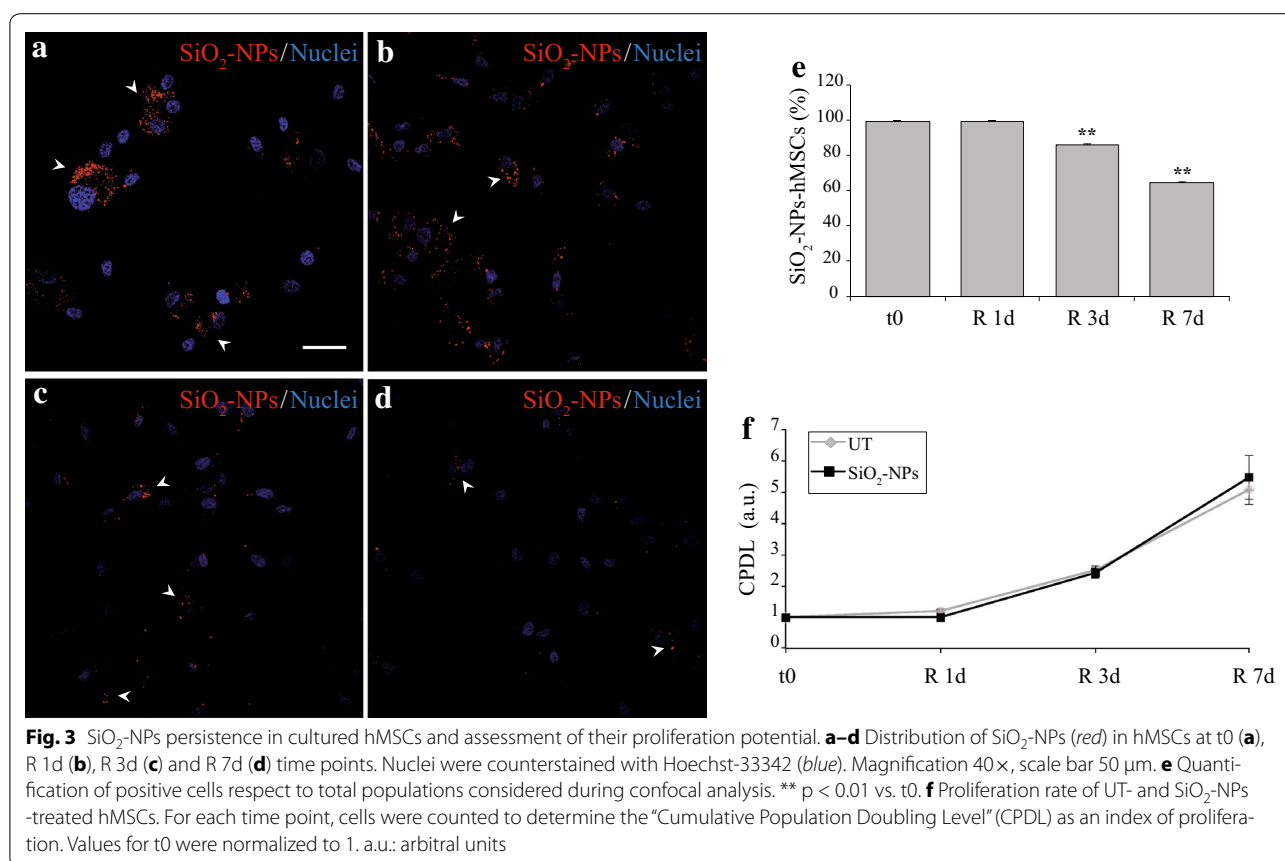 a
SiO₂-NPs/Nuclei
b
SiO₂-NPs/Nuclei
c
SiO₂-NPs/Nuclei
d
SiO₂-NPs/Nuclei
e
SiO₂-NPs-hMSCs (%)
120
100
80
60
40
20
0
**
**
t0 R 1d R 3d R 7d
f
UT
SiO₂-NPs
CPDL (a.u.)
7
6
5
4
3
2
1
0
t0 R 1d R 3d R 7d
Fig. 3 SiO₂-NPs persistence in cultured hMSCs and assessment of their proliferation potential. a–d Distribution of SiO₂-NPs (red) in hMSCs at t0 (a),
R 1d (b), R 3d (c) and R 7d (d) time points. Nuclei were counterstained with Hoechst-33342 (blue). Magnification 40×, scale bar 50 µm. e Quanti-
fication of positive cells respect to total populations considered during confocal analysis. ** p < 0.01 vs. t0. f Proliferation rate of UT- and SiO₂-NPs
-treated hMSCs. For each time point, cells were counted to determine the “Cumulative Population Doubling Level” (CPDL) as an index of prolifera-
tion. Values for t0 were normalized to 1. a.u.: arbitral units